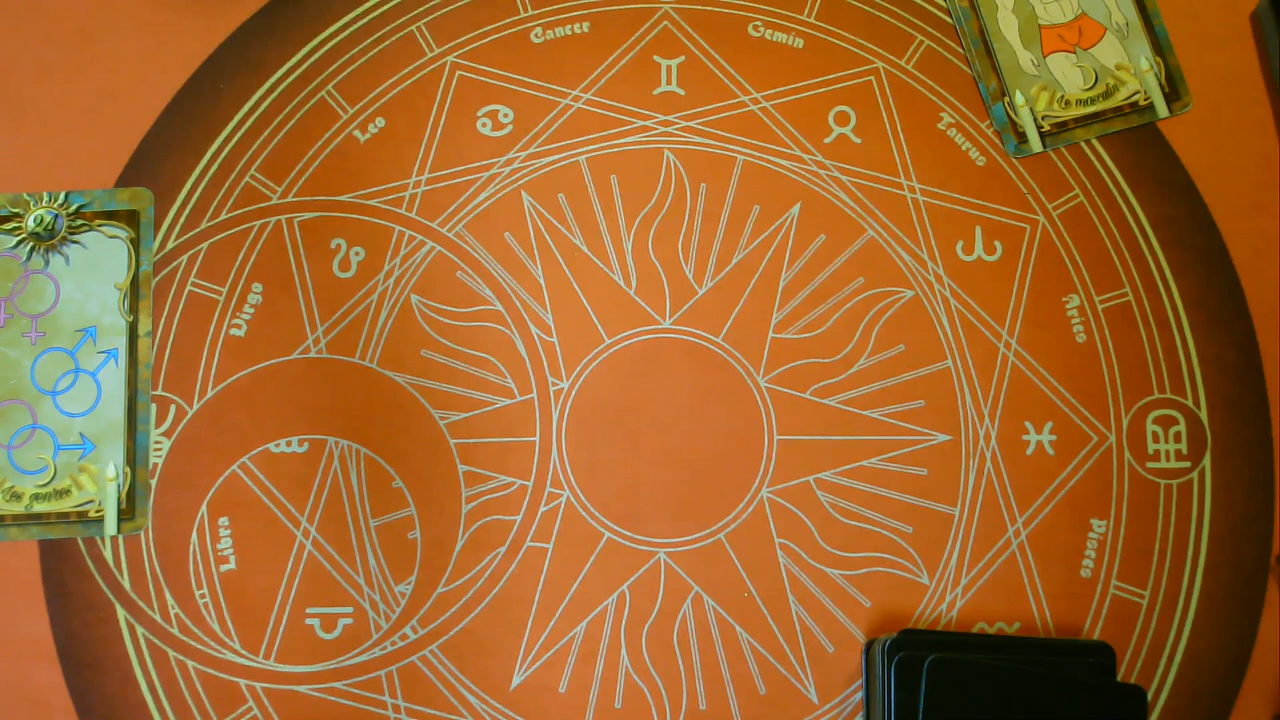 Cancer
Gemin
Leo
Taurus
Le masculin
24
Virgo
Aries
Les genres
Libra
Pisces